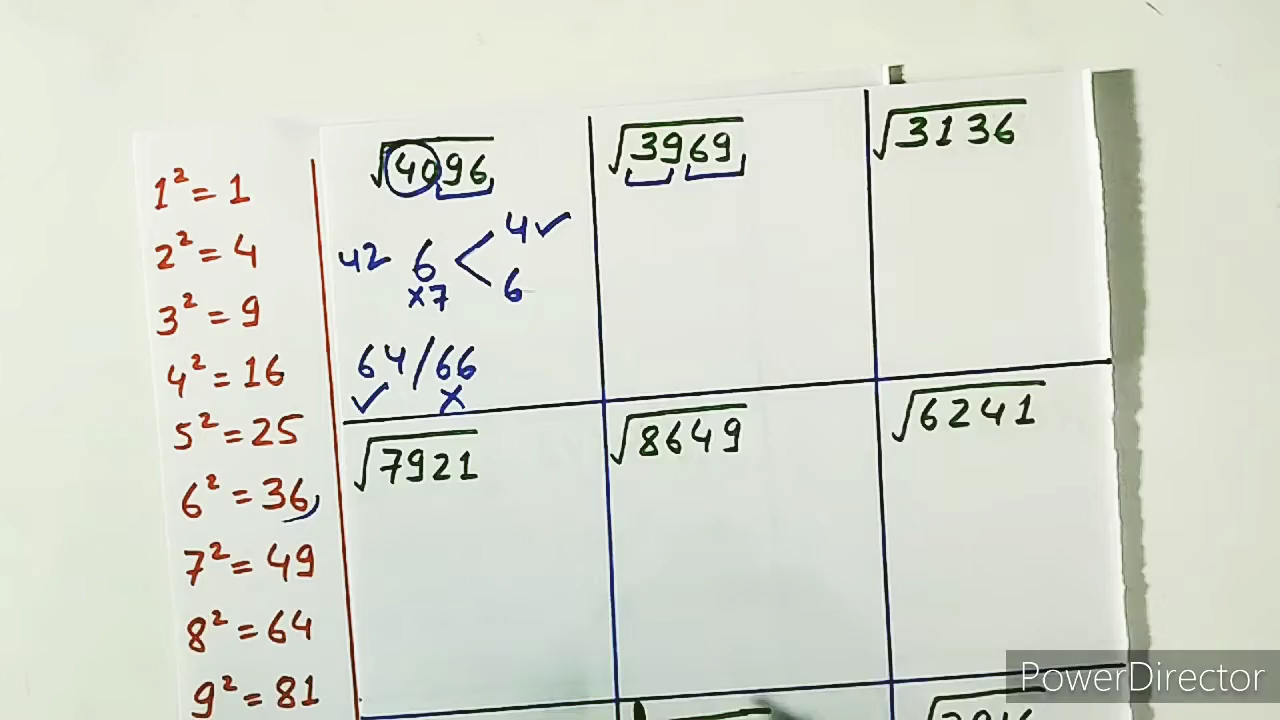 1² = 1
2² = 4
3² = 9
4² = 16
5² = 25
6² = 36
7² = 49
8² = 64
9² = 81
√4096
42 6 < 4 ✓
×7 6
64/66
✓ ×
√3969
√3136
√7921
√8649
√6241
PowerDirector